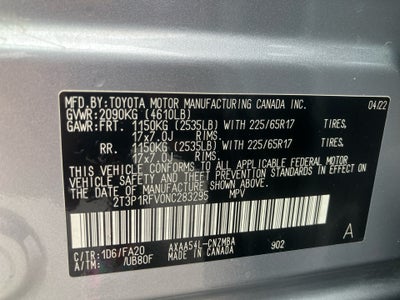 MFD.BY:TOYOTA MOTOR MANUFACTURING CANADA INC. 04/22
GVWR:2090KG (4610LB)
GAWR:FRT. 1150KG (2535LB) WITH 225/65R17 TIRES,
17x7.0J RIMS.
RR. 1150KG (2535LB) WITH 225/65R17 TIRES,
17x7.0J RIMS.
THIS VEHICLE CONFORMS TO ALL APPLICABLE FEDERAL MOTOR
VEHICLE SAFETY AND THEFT PREVENTION STANDARDS IN EFFECT ON
THE DATE OF MANUFACTURE SHOWN ABOVE.
2T3P1RFV0NC283295 MPV
C/TR:1D6/FA20 AXAA54L-CNZMBA
A/TM: /UB80F 902 A